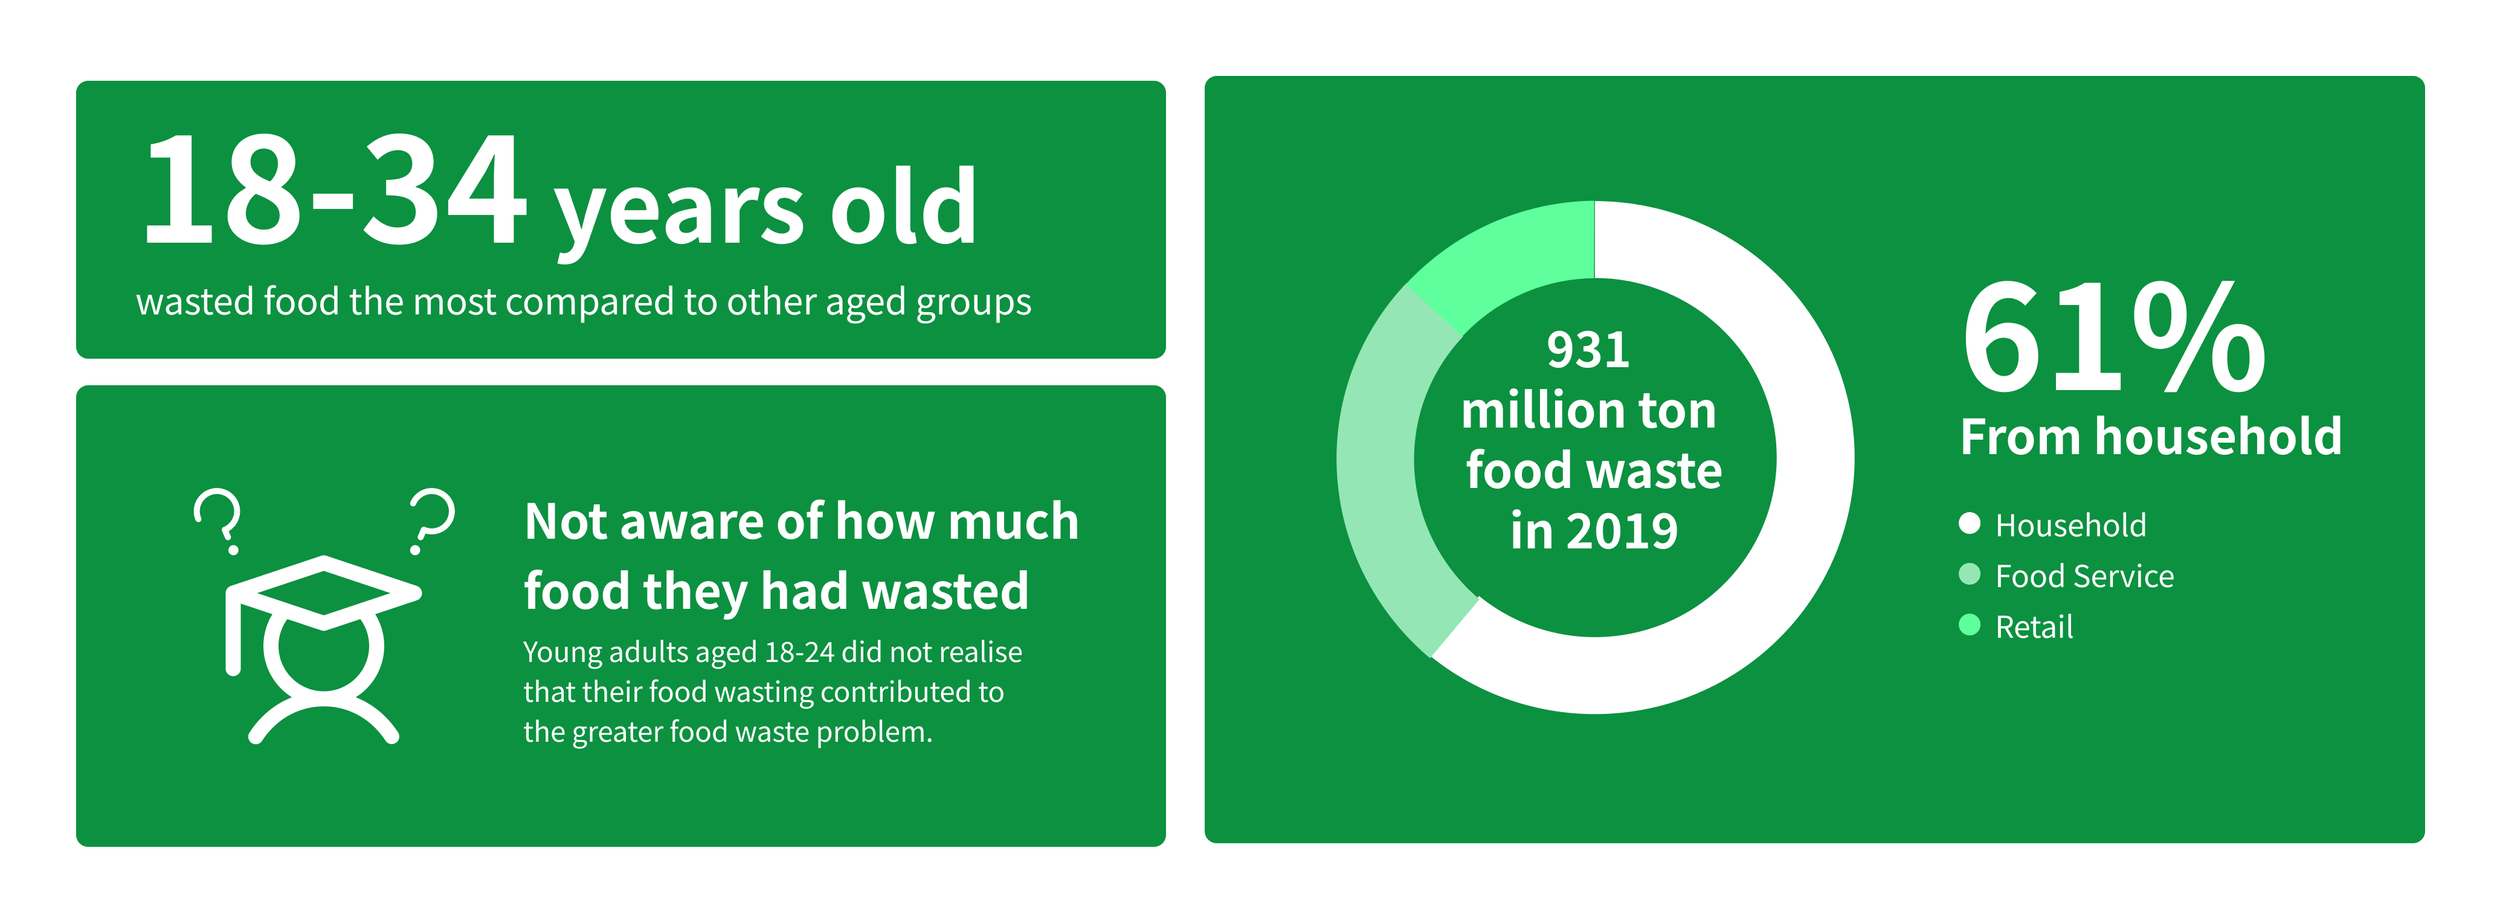 18-34 years old
wasted food the most compared to other aged groups
Not aware of how much
food they had wasted
Young adults aged 18-24 did not realise
that their food wasting contributed to
the greater food waste problem.
931
million ton
food waste
in 2019
61%
From household
Household
Food Service
Retail